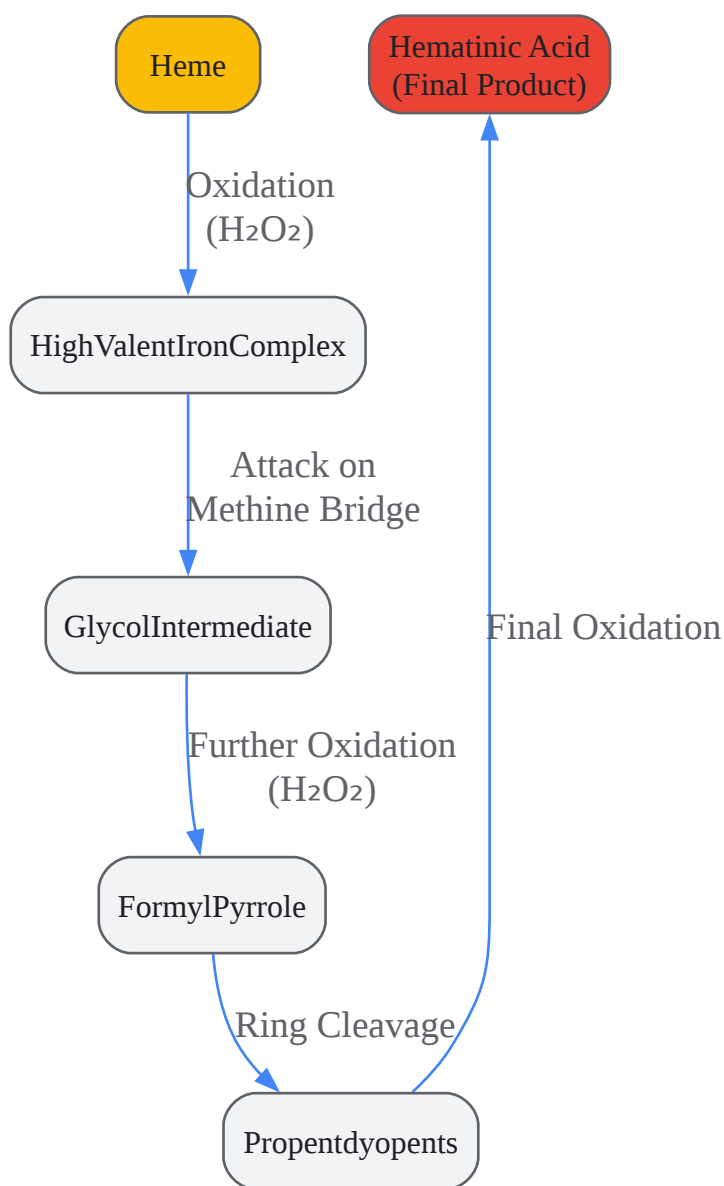 Heme
Hematinic Acid
(Final Product)
Oxidation
(H₂O₂)
HighValentIronComplex
Attack on
Methine Bridge
GlycolIntermediate
Final Oxidation
Further Oxidation
(H₂O₂)
FormylPyrrole
Ring Cleavage
Propentdyopents